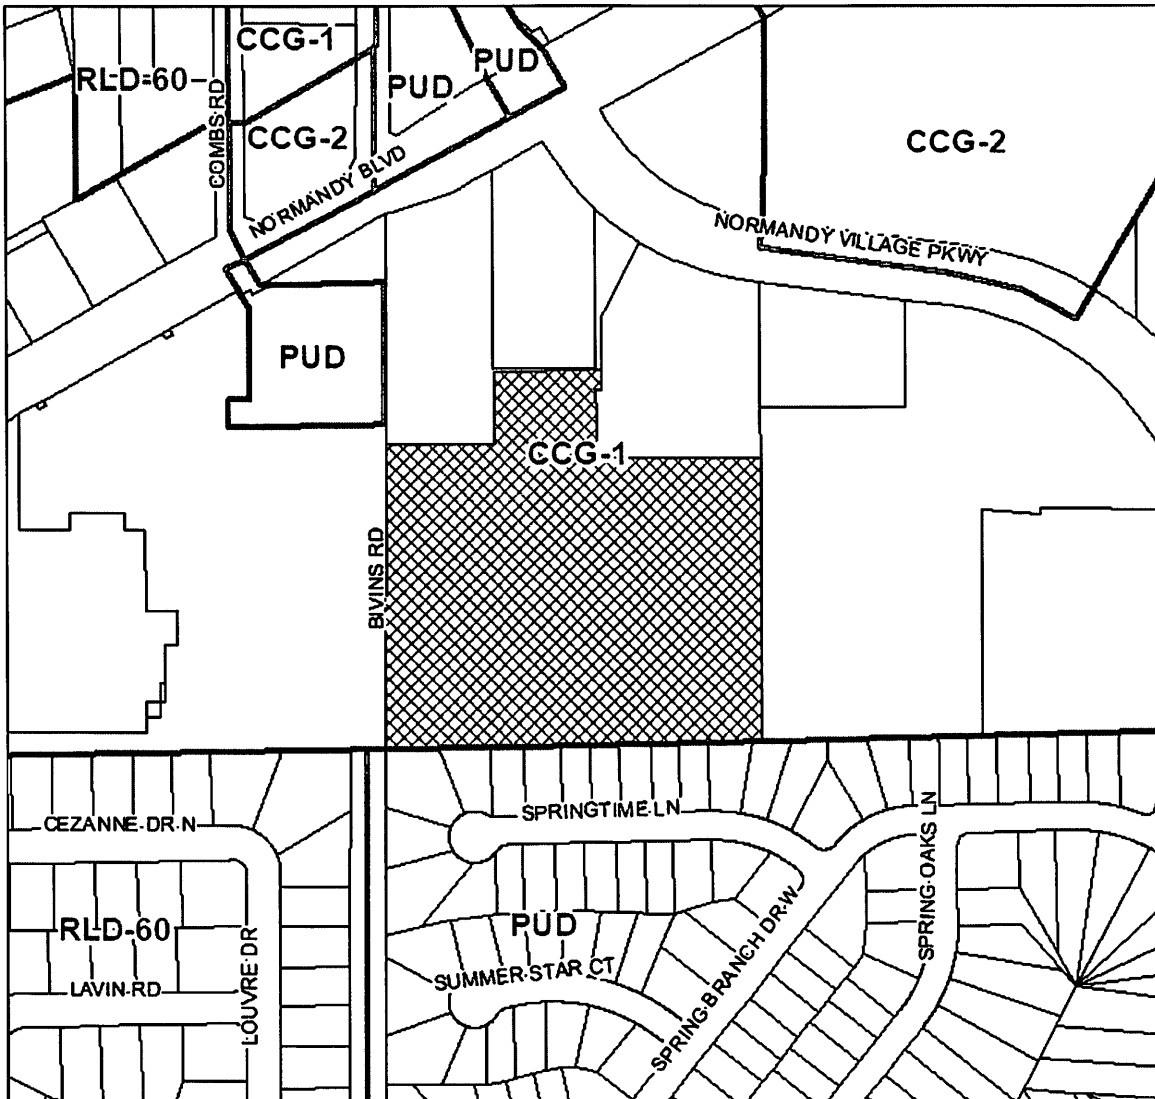 CCG-1
PUD
PUD
RLD-60
COMBS RD
CCG-2
CCG-2
NORMANDY BLVD
NORMANDY VILLAGE PKWY
PUD
CCG-1
BIVINS RD
SPRINGTIME LN
CEZANNE DR N
SPRING OAKS LN
RLD-60
PUD
SPRING BRANCH DR W
LOUVRE DR
SUMMER STAR CT
LAVIN RD